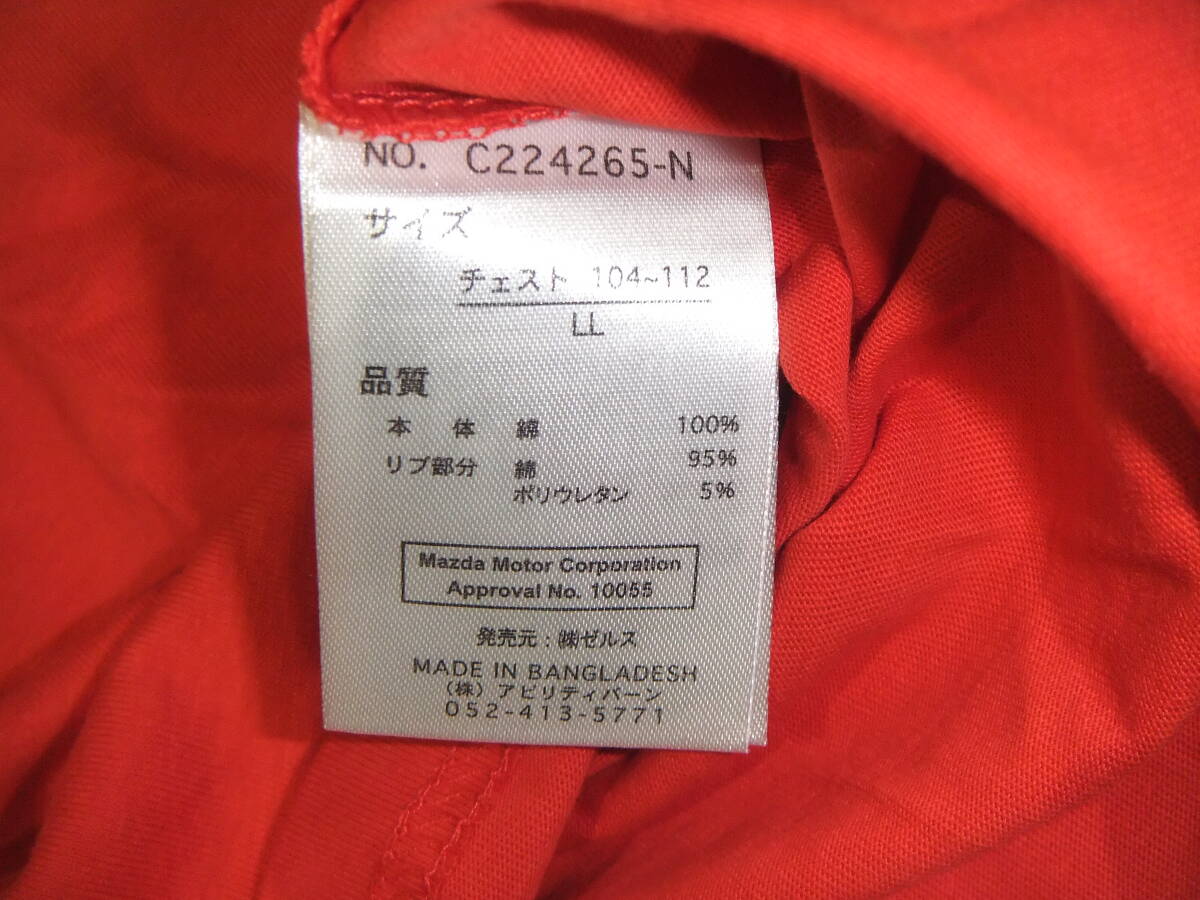 NO. C224265-N
サイズ
チェスト 104~112
LL
品質
本 体 綿 100%
リブ部分 綿 95%
ポリウレタン 5%
Mazda Motor Corporation
Approval No. 10055
発売元:㈱ゼルス
MADE IN BANGLADESH
(株) アビリティバーン
052-413-5771